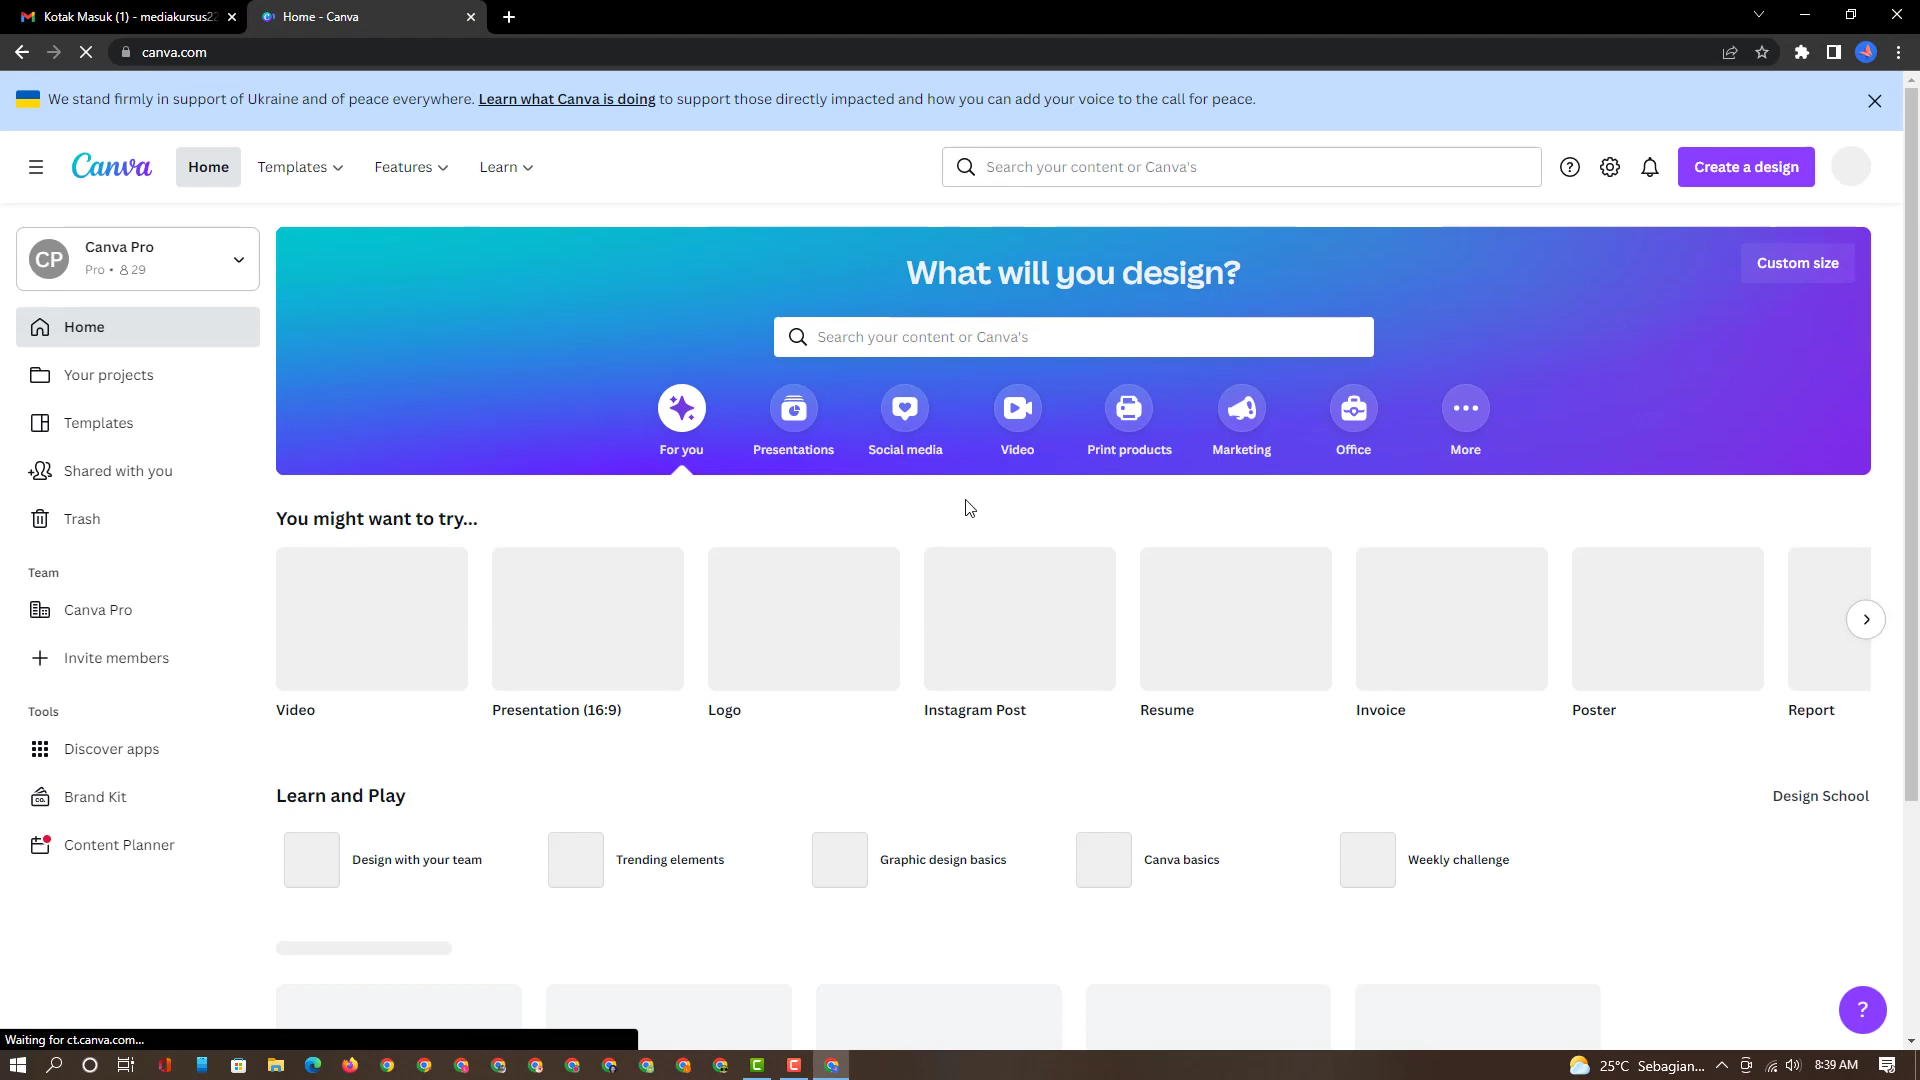 Kotak Masuk (1) - mediakursus22
Home - Canva
canva.com
We stand firmly in support of Ukraine and of peace everywhere. Learn what Canva is doing to support those directly impacted and how you can add your voice to the call for peace.
Canva
Home
Templates
Features
Learn
Search your content or Canva's
Create a design
CP
Canva Pro
Pro • 29
Home
Your projects
Templates
Shared with you
Trash
Team
Canva Pro
Invite members
Tools
Discover apps
Brand Kit
Content Planner
What will you design?
Custom size
Search your content or Canva's
For you
Presentations
Social media
Video
Print products
Marketing
Office
More
You might want to try...
Video
Presentation (16:9)
Logo
Instagram Post
Resume
Invoice
Poster
Report
Learn and Play
Design School
Design with your team
Trending elements
Graphic design basics
Canva basics
Weekly challenge
?
Waiting for ct.canva.com...
25°C Sebagian...
8:39 AM